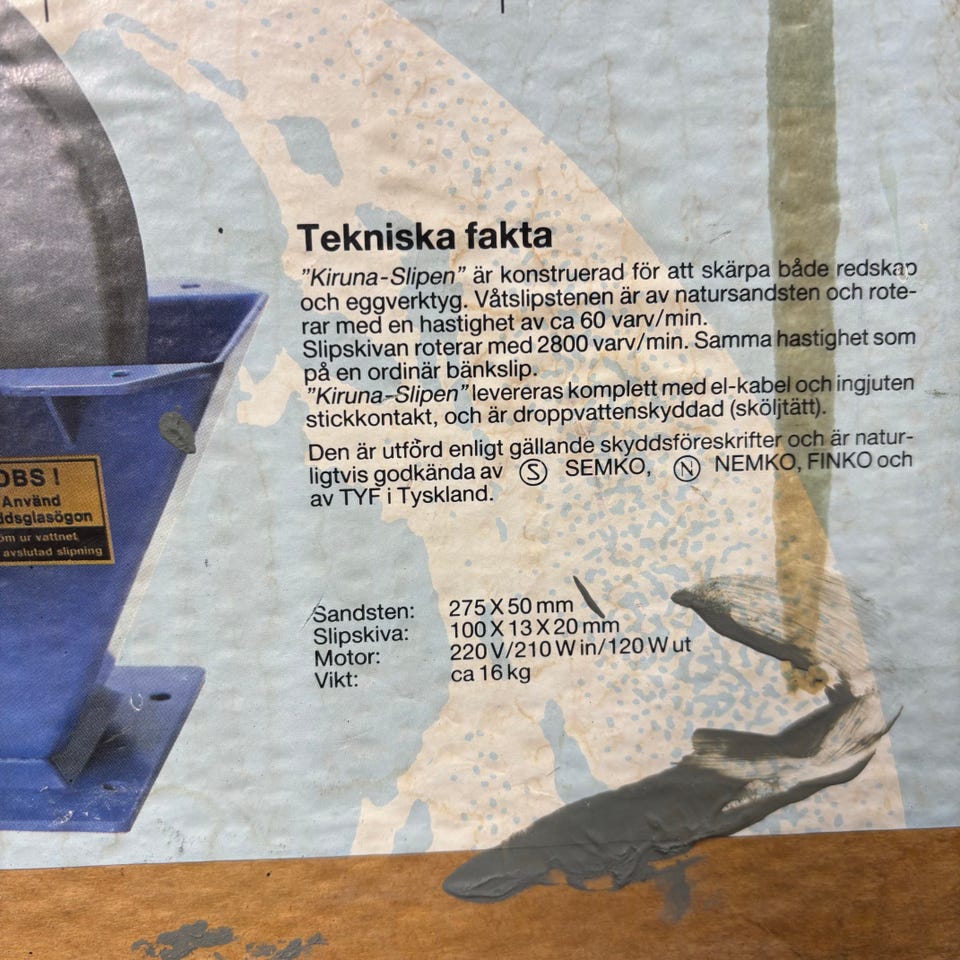 Tekniska fakta
"Kiruna-Slipen" är konstruerad för att skärpa både redskap
och eggverktyg. Våtslipstenen är av natursandsten och rote-
rar med en hastighet av ca 60 varv/min.
Slipskivan roterar med 2800 varv/min. Samma hastighet som
på en ordinär bänkslip.
"Kiruna-Slipen" levereras komplett med el-kabel och ingjuten
stickkontakt, och är droppvattenskyddad (sköljtätt).
Den är utförd enligt gällande skyddsföreskrifter och är natur-
ligtvis godkända av S SEMKO, N NEMKO, FINKO och
av TYF i Tyskland.
OBS!
Använd
ddsglasögon
öm ur vattnet
avslutad slipning
Sandsten: 275 X 50 mm
Slipskiva: 100 X 13 X 20 mm
Motor: 220 V/210 W in/120 W ut
Vikt: ca 16 kg